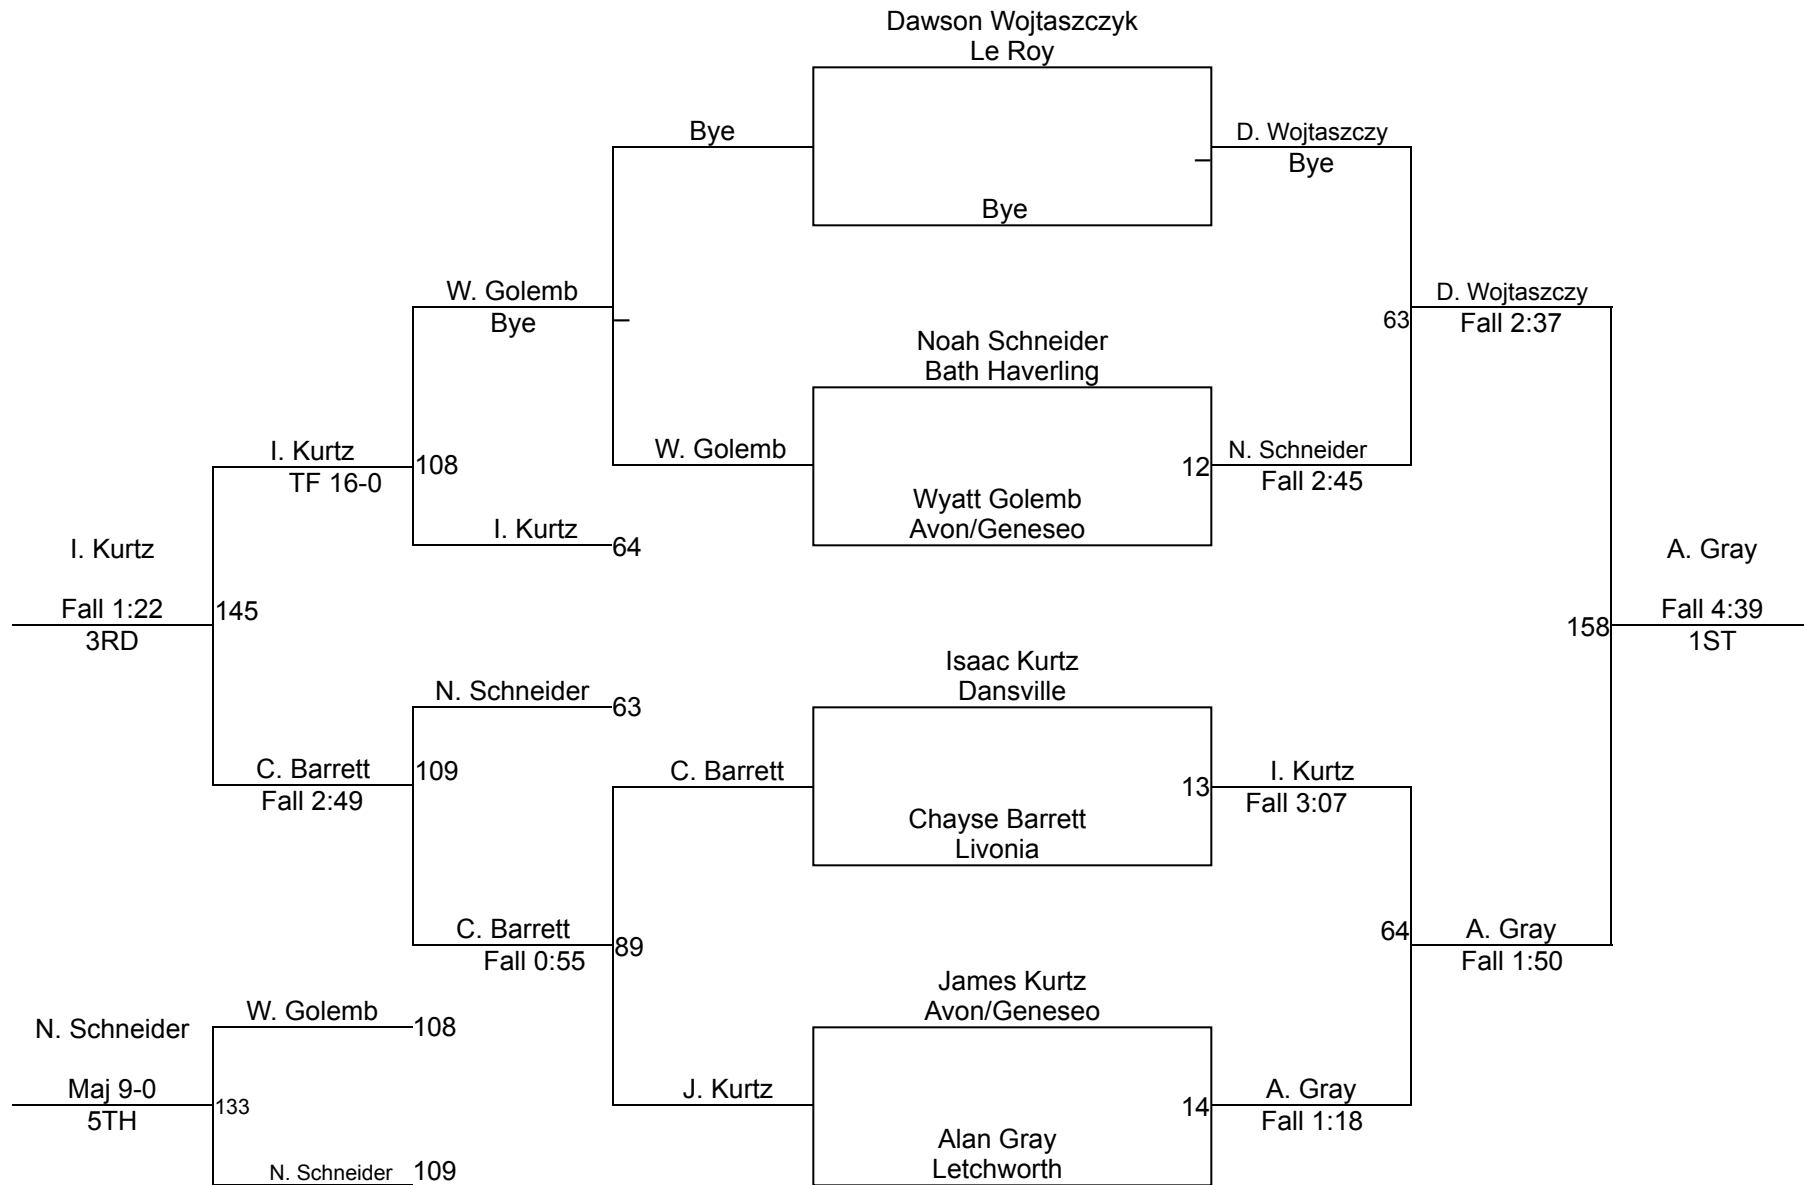 Dawson Wojtaszczyk
Le Roy
Bye
D. Wojtaszczy
Bye
Bye
W. Golemb
Bye
D. Wojtaszczy
63
Fall 2:37
Noah Schneider
Bath Haverling
I. Kurtz
TF 16-0
108
W. Golemb
12
N. Schneider
Fall 2:45
Wyatt Golemb
Avon/Geneseo
I. Kurtz
64
I. Kurtz
Fall 1:22
3RD
145
A. Gray
158
Fall 4:39
1ST
Isaac Kurtz
Dansville
N. Schneider
63
C. Barrett
Fall 2:49
109
C. Barrett
13
I. Kurtz
Fall 3:07
Chayse Barrett
Livonia
C. Barrett
Fall 0:55
89
64
A. Gray
Fall 1:50
James Kurtz
Avon/Geneseo
W. Golemb
108
N. Schneider
Maj 9-0
5TH
133
J. Kurtz
14
A. Gray
Fall 1:18
Alan Gray
Letchworth
N. Schneider
109